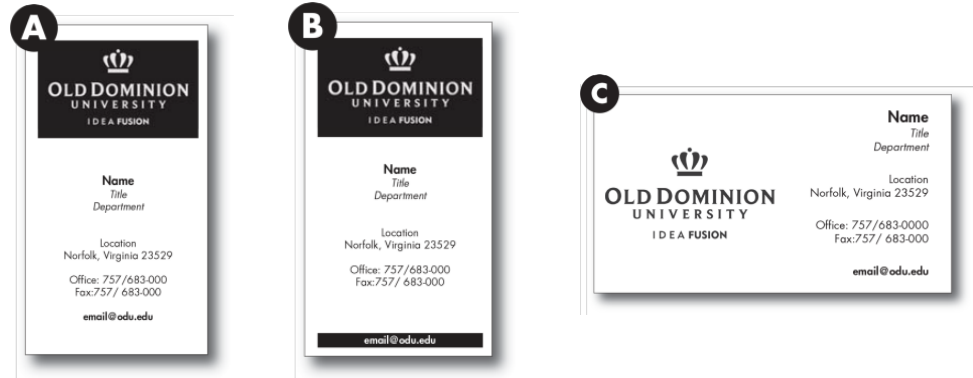 A
OLD DOMINION
UNIVERSITY
IDEA FUSION
Name
Title
Department
Location
Norfolk, Virginia 23529
Office: 757/683-000
Fax:757/ 683-000
email@odu.edu
B
OLD DOMINION
UNIVERSITY
IDEA FUSION
Name
Title
Department
Location
Norfolk, Virginia 23529
Office: 757/683-000
Fax:757/ 683-000
email@odu.edu
C
OLD DOMINION
UNIVERSITY
IDEA FUSION
Name
Title
Department
Location
Norfolk, Virginia 23529
Office: 757/683-0000
Fax:757/ 683-0000
email@odu.edu